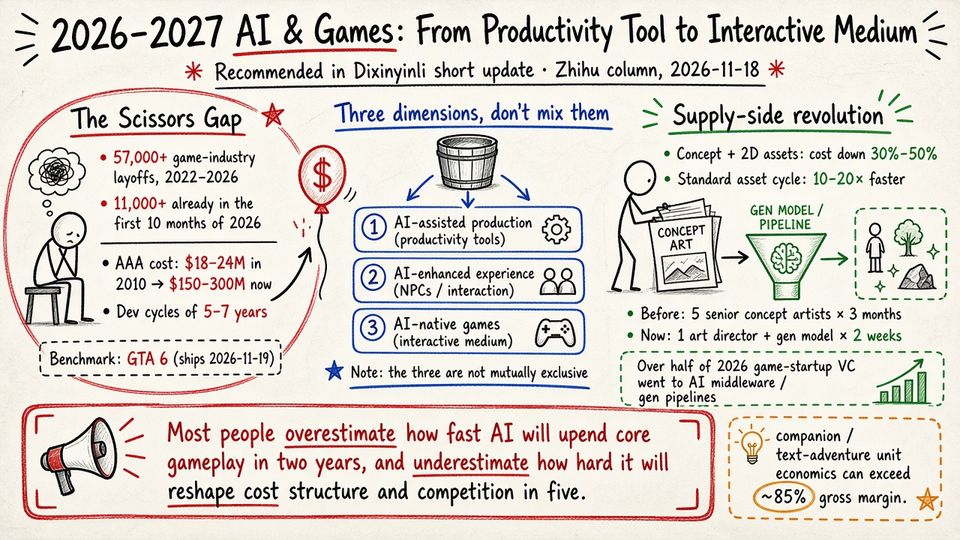 2026–2027 AI & Games: From Productivity Tool to Interactive Medium
Recommended in Dixinyinli short update · Zhihu column, 2026-11-18
The Scissors Gap
• 57,000+ game-industry
layoffs, 2022–2026
• 11,000+ already in the
first 10 months of 2026
• AAA cost: $18–24M in
2010 → $150–300M now
• Dev cycles of 5–7 years
Benchmark: GTA 6 (ships 2026-11-19)
$
Three dimensions, don't mix them
1 AI-assisted production
(productivity tools)
2 AI-enhanced experience
(NPCs / interaction)
3 AI-native games
(interactive medium)
Note: the three are not mutually exclusive
Supply-side revolution
• Concept + 2D assets: cost down 30%–50%
• Standard asset cycle: 10–20× faster
CONCEPT
ART
GEN MODEL /
PIPELINE
• Before: 5 senior concept artists × 3 months
• Now: 1 art director + gen model × 2 weeks
Over half of 2026 game-startup VC
went to AI middleware /
gen pipelines
Most people overestimate how fast AI will upend core
gameplay in two years, and underestimate how hard it will
reshape cost structure and competition in five.
companion /
text-adventure unit
economics can exceed
~85% gross margin.